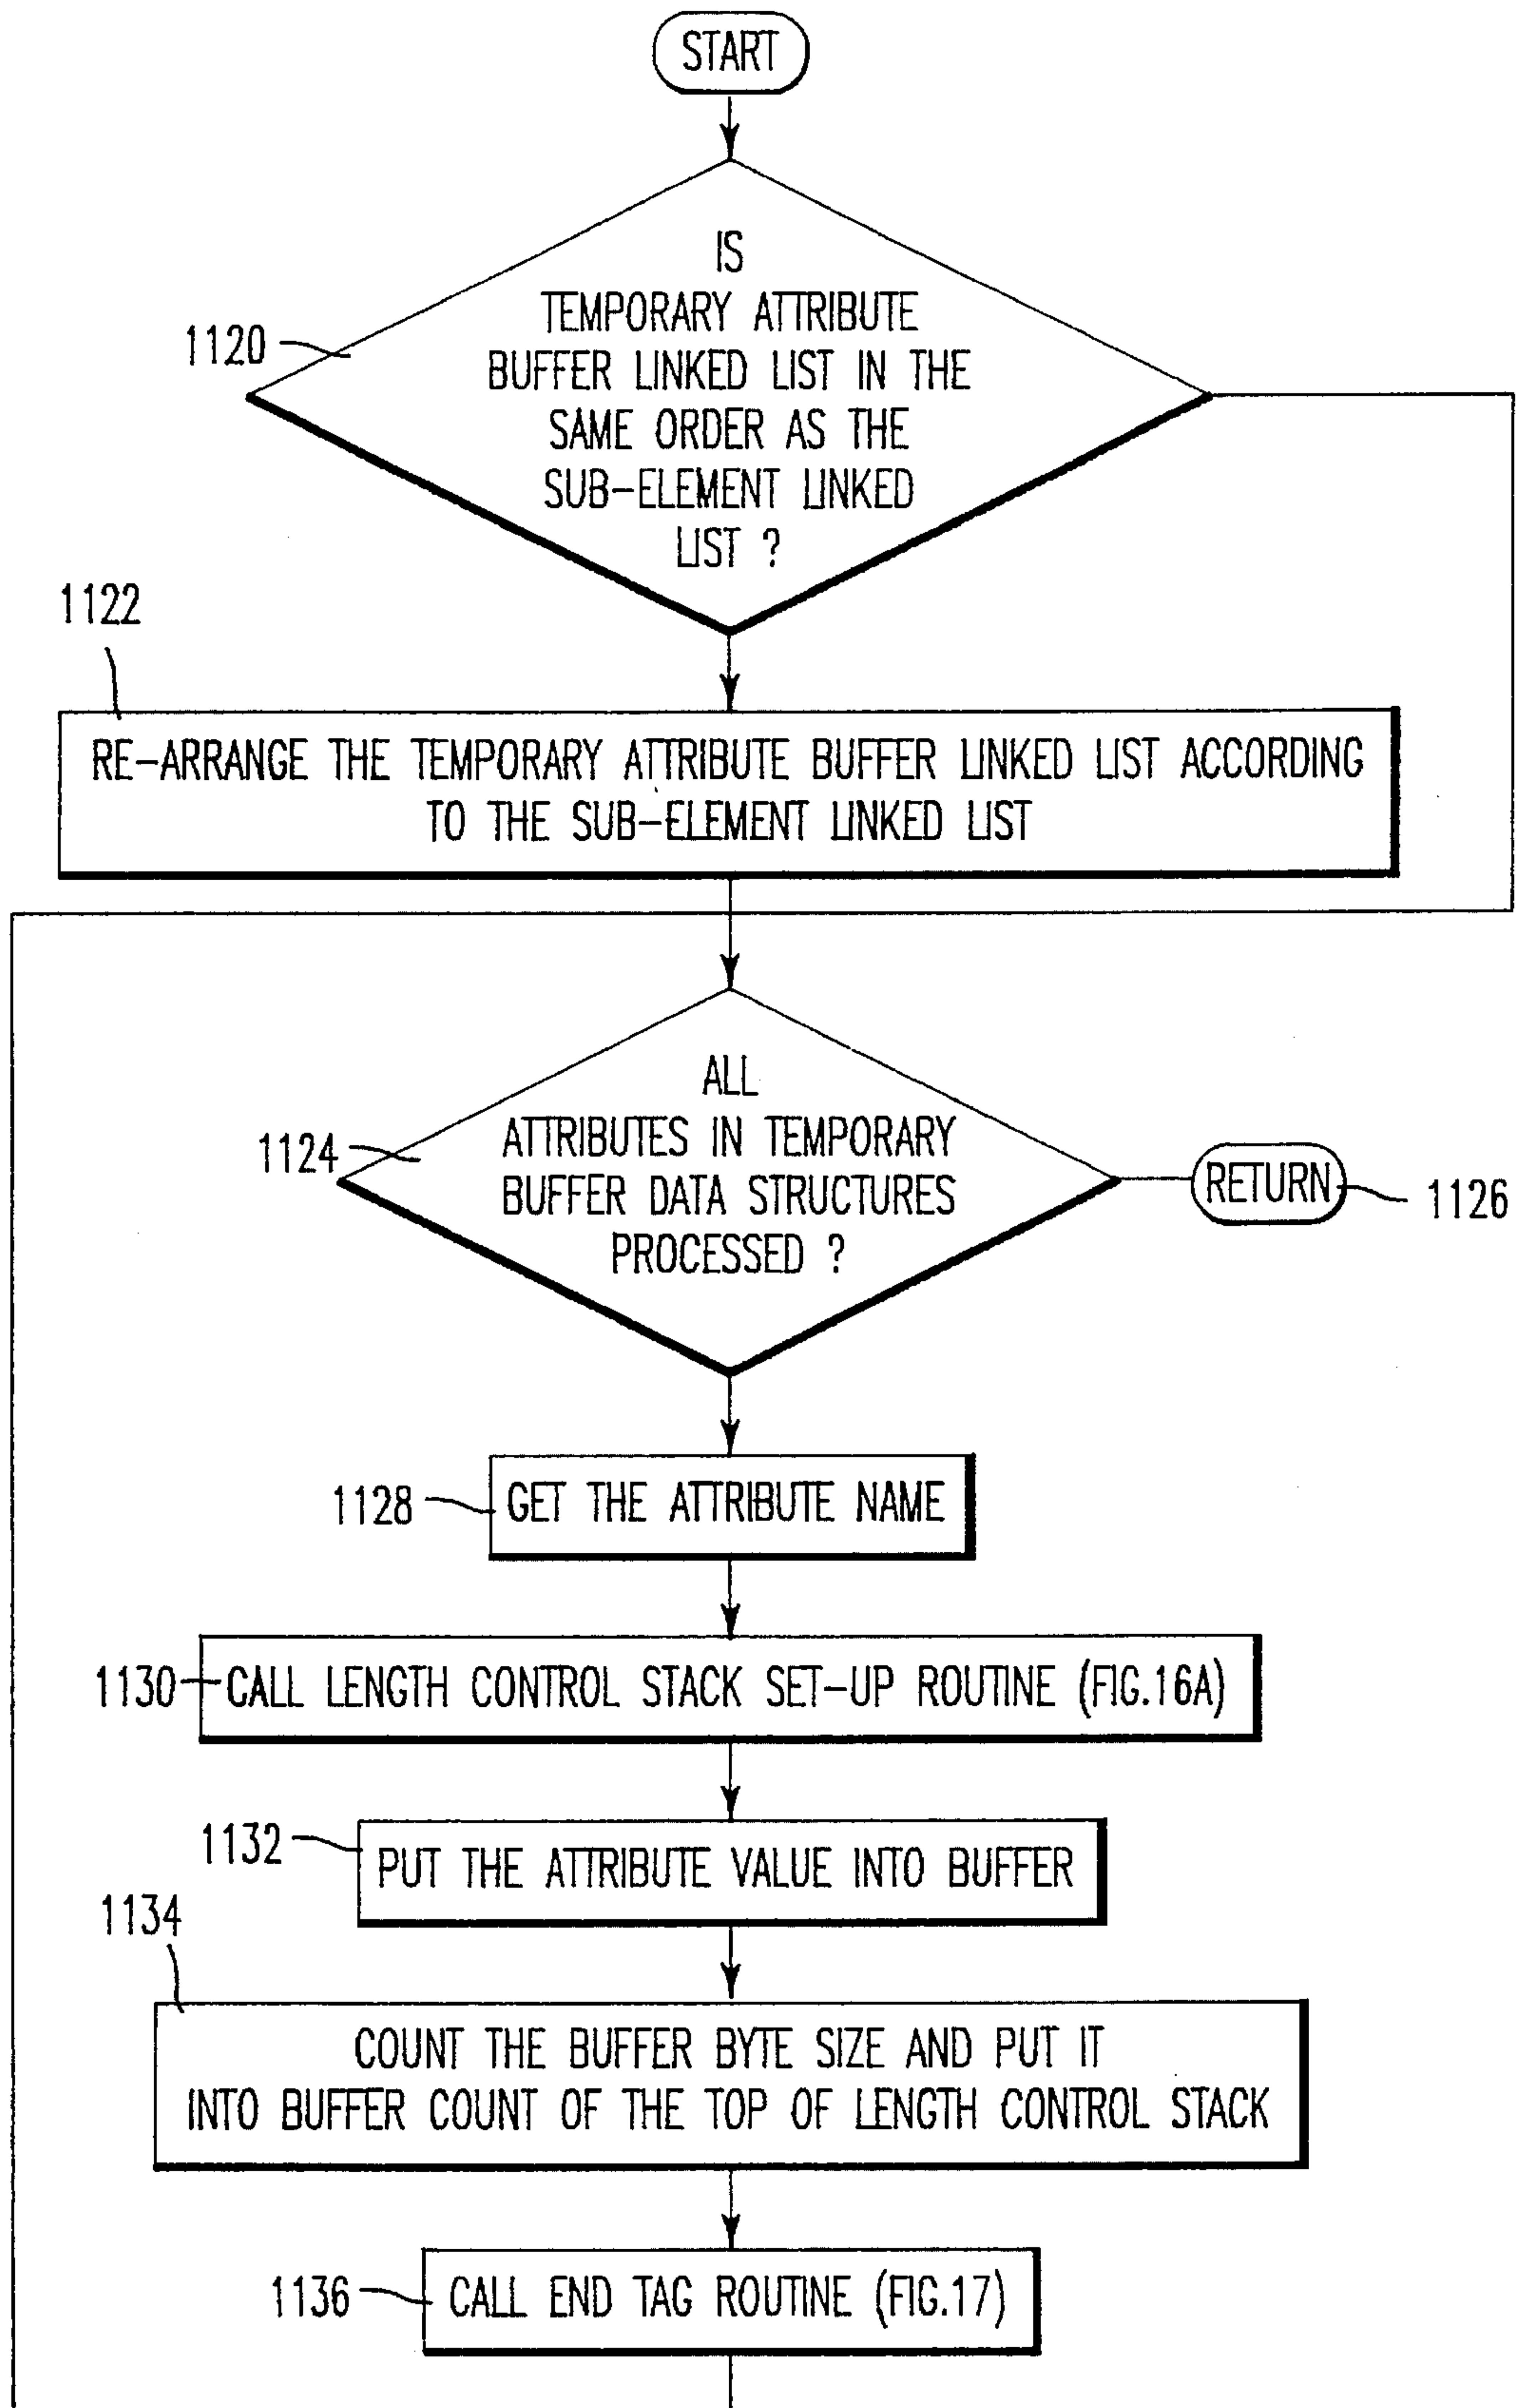 START
IS
TEMPORARY ATTRIBUTE
1120
BUFFER LINKED LIST IN THE
SAME ORDER AS THE
SUB-ELEMENT LINKED
LIST ?
1122
RE-ARRANGE THE TEMPORARY ATTRIBUTE BUFFER LINKED LIST ACCORDING
TO THE SUB-ELEMENT LINKED LIST
ALL
ATTRIBUTES IN TEMPORARY
1124
BUFFER DATA STRUCTURES
PROCESSED ?
RETURN
1126
1128
GET THE ATTRIBUTE NAME
1130
CALL LENGTH CONTROL STACK SET-UP ROUTINE (FIG.16A)
1132
PUT THE ATTRIBUTE VALUE INTO BUFFER
1134
COUNT THE BUFFER BYTE SIZE AND PUT IT
INTO BUFFER COUNT OF THE TOP OF LENGTH CONTROL STACK
1136
CALL END TAG ROUTINE (FIG.17)